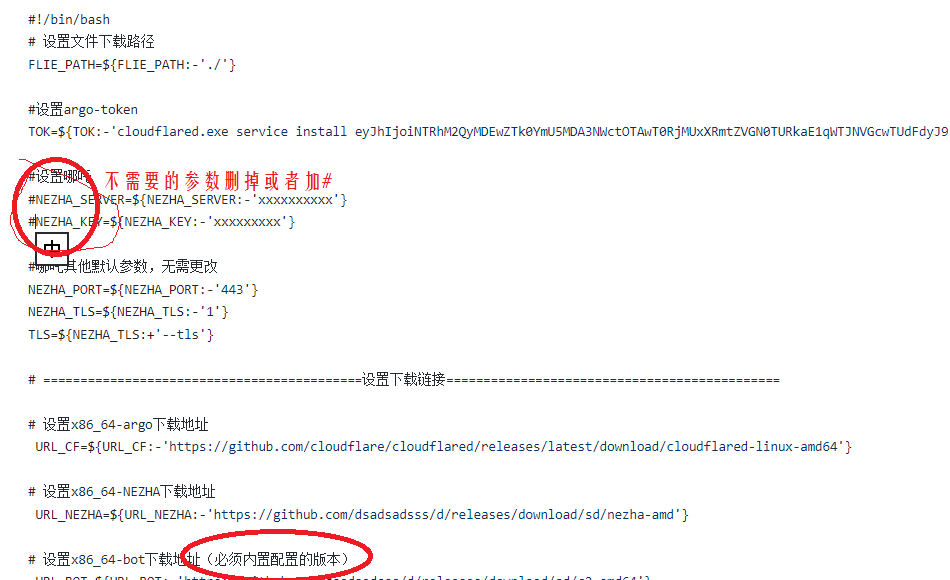 #!/bin/bash
# 设置文件下载路径
FLIE_PATH=${FLIE_PATH:-'./'}
#设置argo-token
TOK=${TOK:-'cloudflared.exe service install eyJhIjoiNTRhM2QyMDEwZTk0YmU5MDA3NWctOTAwT0RjMUxXRmtZVGN0TURkaE1qWTJNVGcwTUdFdyJ9
#设置哪吒 不需要的参数删掉或者加#
#NEZHA_SERVER=${NEZHA_SERVER:-'xxxxxxxxxx'}
#NEZHA_KEY=${NEZHA_KEY:-'xxxxxxxxx'}
中
#哪吒其他默认参数，无需更改
NEZHA_PORT=${NEZHA_PORT:-'443'}
NEZHA_TLS=${NEZHA_TLS:-'1'}
TLS=${NEZHA_TLS:+'--tls'}
# ===========================================设置下载链接=============================================
# 设置x86_64-argo下载地址
URL_CF=${URL_CF:-'https://github.com/cloudflare/cloudflared/releases/latest/download/cloudflared-linux-amd64'}
# 设置x86_64-NEZHA下载地址
URL_NEZHA=${URL_NEZHA:-'https://github.com/dsadsadsss/d/releases/download/sd/nezha-amd'}
# 设置x86_64-bot下载地址（必须内置配置的版本）